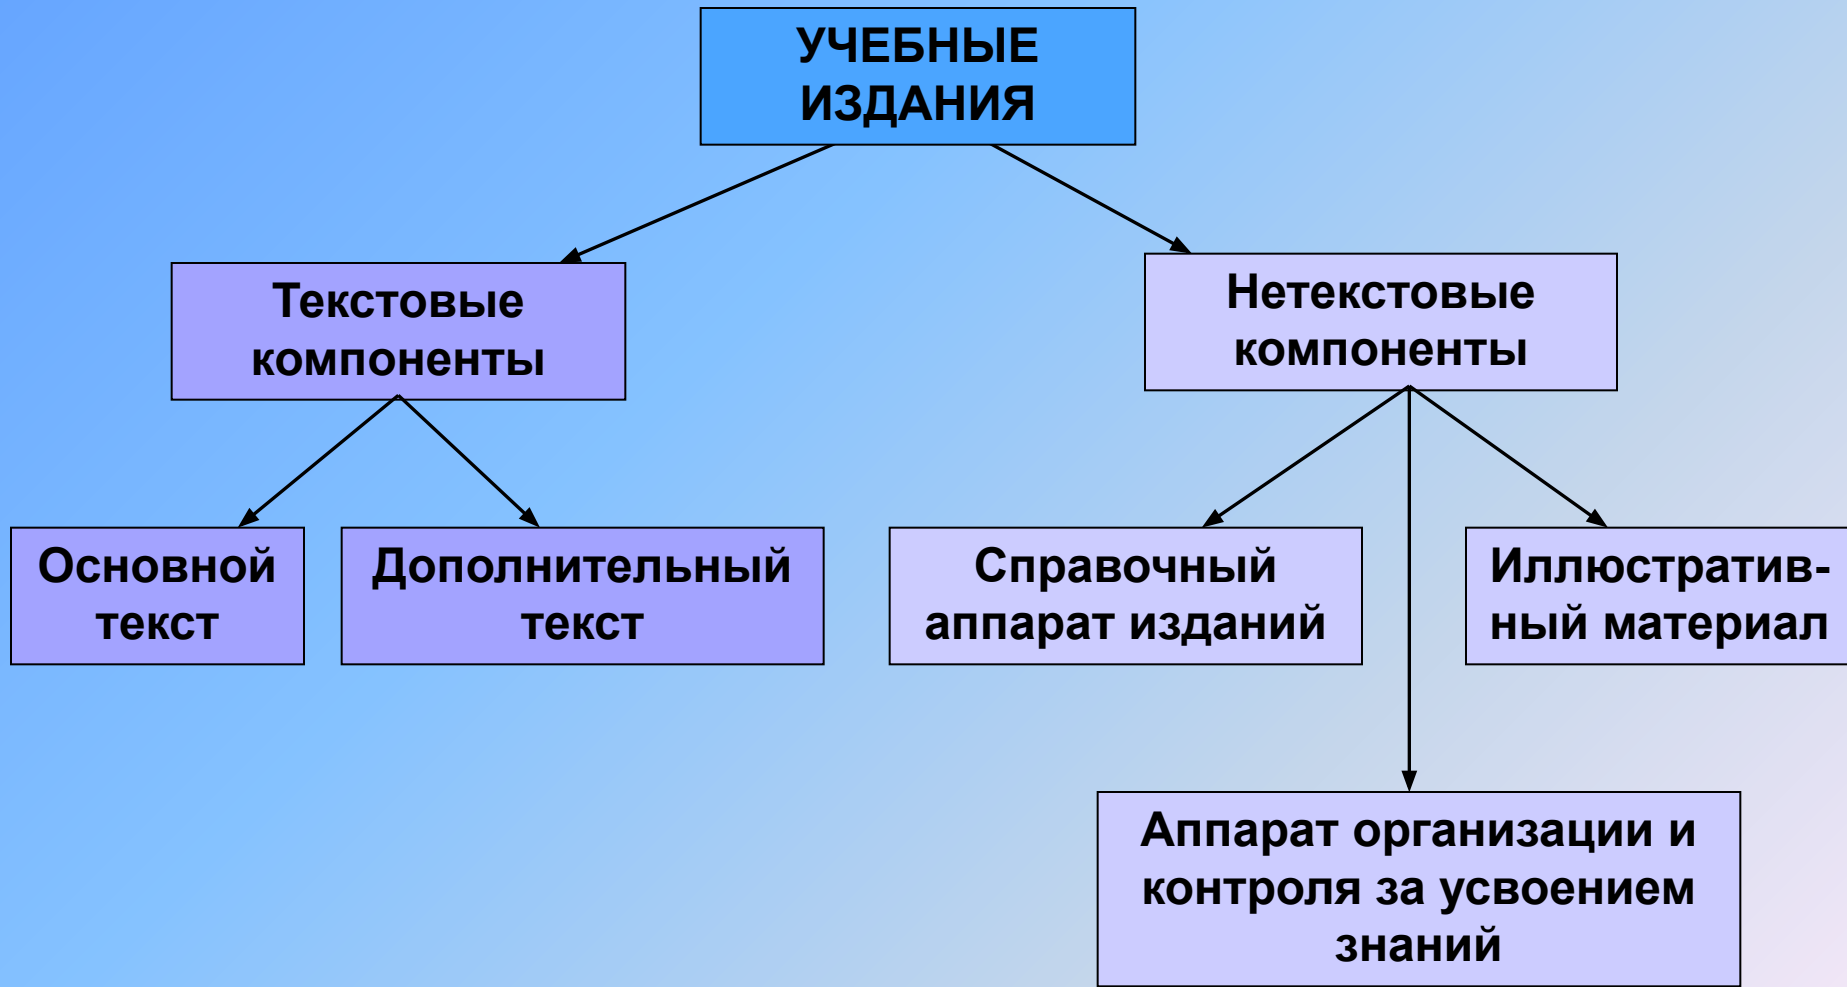 УЧЕБНЫЕ
ИЗДАНИЯ
Текстовые
компоненты
Нетекстовые
компоненты
Основной
текст
Дополнительный
текст
Справочный
аппарат изданий
Иллюстратив-
ный материал
Аппарат организации и
контроля за усвоением
знаний